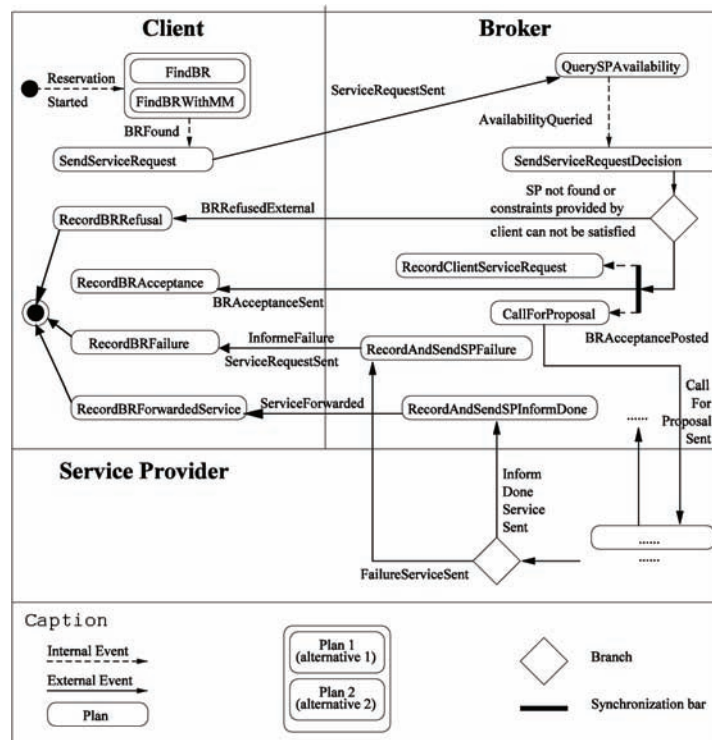 Client
Broker
Reservation
Started
FindBR
FindBRWithMM
BRFound
SendServiceRequest
ServiceRequestSent
QuerySPAvailability
AvailabilityQueried
SendServiceRequestDecision
SP not found or
constraints provided by
client can not be satisfied
BRRefusedExternal
RecordBRRefusal
RecordClientServiceRequest
RecordBRAcceptance
BRAcceptanceSent
CallForProposal
BRAcceptancePosted
InformeFailure
RecordBRFailure
ServiceRequestSent
RecordAndSendSPFailure
Call
For
Proposal
Sent
ServiceForwarded
RecordBRForwardedService
RecordAndSendSPInformDone
......
Service Provider
Inform
Done
Service
Sent
FailureServiceSent
......
......
Caption
Internal Event
External Event
Plan
Plan 1
(alternative 1)
Plan 2
(alternative 2)
Branch
Synchronization bar